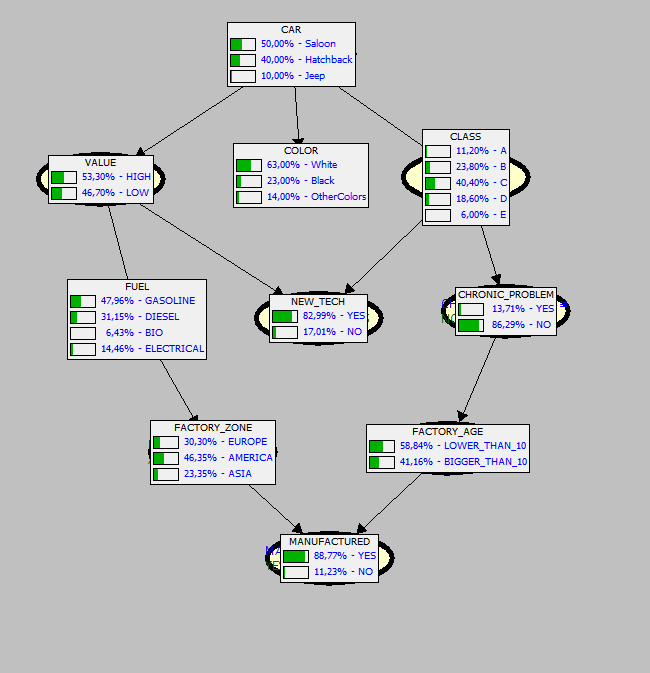 CAR
50,00% - Saloon
40,00% - Hatchback
10,00% - Jeep
VALUE
53,30% - HIGH
46,70% - LOW
COLOR
63,00% - White
23,00% - Black
14,00% - OtherColors
CLASS
11,20% - A
23,80% - B
40,40% - C
18,60% - D
6,00% - E
FUEL
47,96% - GASOLINE
31,15% - DIESEL
6,43% - BIO
14,46% - ELECTRICAL
NEW_TECH
82,99% - YES
17,01% - NO
CHRONIC_PROBLEM
13,71% - YES
86,29% - NO
FACTORY_ZONE
30,30% - EUROPE
46,35% - AMERICA
23,35% - ASIA
FACTORY_AGE
58,84% - LOWER_THAN_10
41,16% - BIGGER_THAN_10
MANUFACTURED
88,77% - YES
11,23% - NO